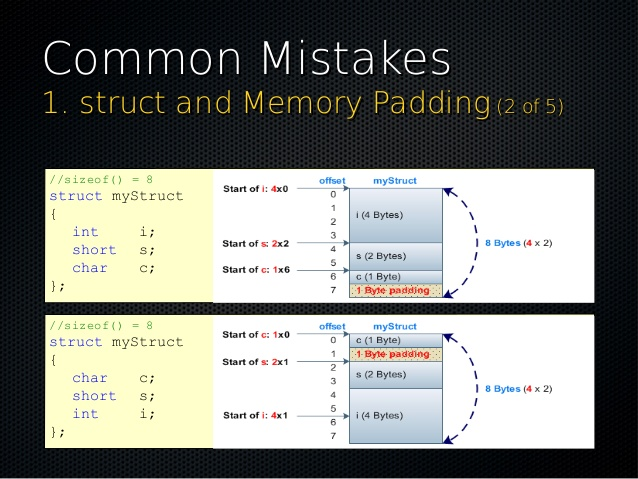 Common Mistakes
1. struct and Memory Padding (2 of 5)
//sizeof() = 8
struct myStruct
{
int i;
short s;
char c;
};
offset myStruct
Start of i: 4x0
0
1
2
3
4
5
6
7
Start of s: 2x2
Start of c: 1x6
i (4 Bytes)
s (2 Bytes)
c (1 Byte)
1 Byte padding
8 Bytes (4 x 2)
//sizeof() = 8
struct myStruct
{
char c;
short s;
int i;
};
offset myStruct
Start of c: 1x0
0
1
2
3
4
5
6
7
Start of s: 2x1
Start of i: 4x1
c (1 Byte)
1 Byte padding
s (2 Bytes)
i (4 Bytes)
8 Bytes (4 x 2)